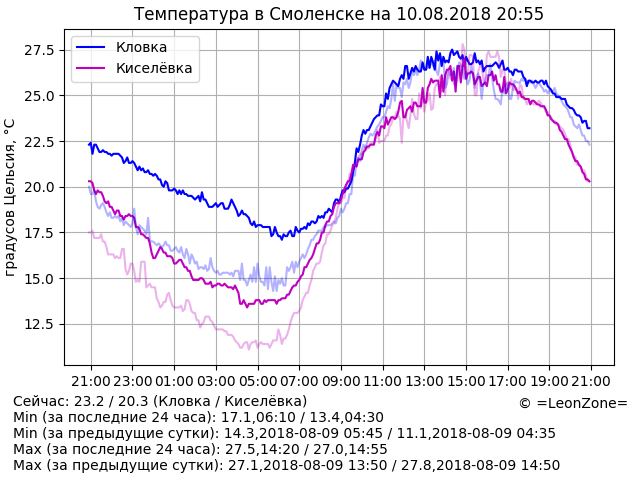 Температура в Смоленске на 10.08.2018 20:55
Кловка
Киселёвка
градусов Цельсия, °C
27.5
25.0
22.5
20.0
17.5
15.0
12.5
21:00 23:00 01:00 03:00 05:00 07:00 09:00 11:00 13:00 15:00 17:00 19:00 21:00
Сейчас: 23.2 / 20.3 (Кловка / Киселёвка)
© =LeonZone=
Min (за последние 24 часа): 17.1,06:10 / 13.4,04:30
Min (за предыдущие сутки): 14.3,2018-08-09 05:45 / 11.1,2018-08-09 04:35
Max (за последние 24 часа): 27.5,14:20 / 27.0,14:55
Max (за предыдущие сутки): 27.1,2018-08-09 13:50 / 27.8,2018-08-09 14:50